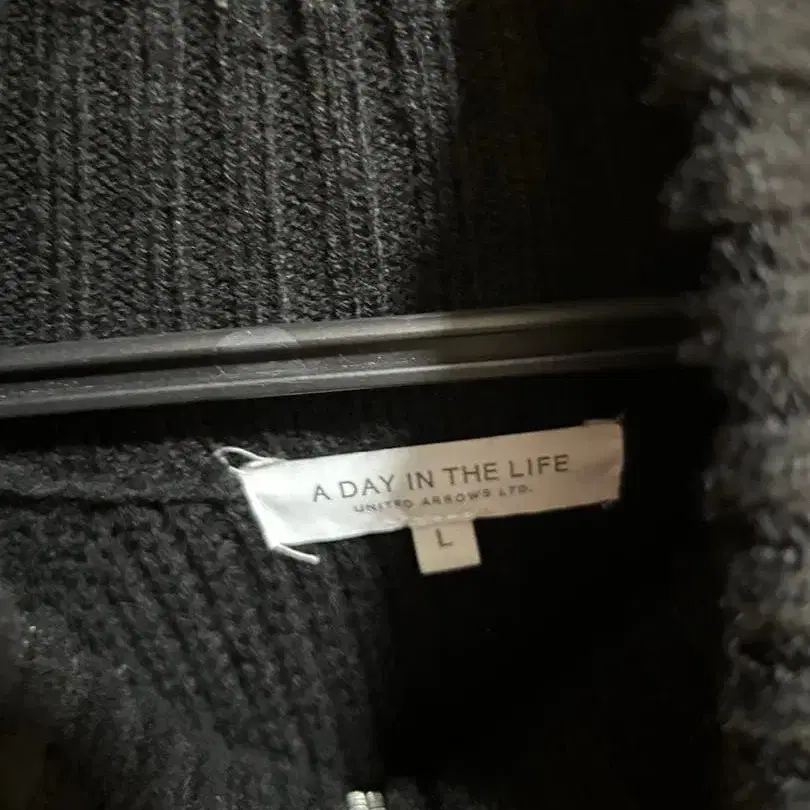 A DAY IN THE LIFE
UNITED ARROWS LTD.
L